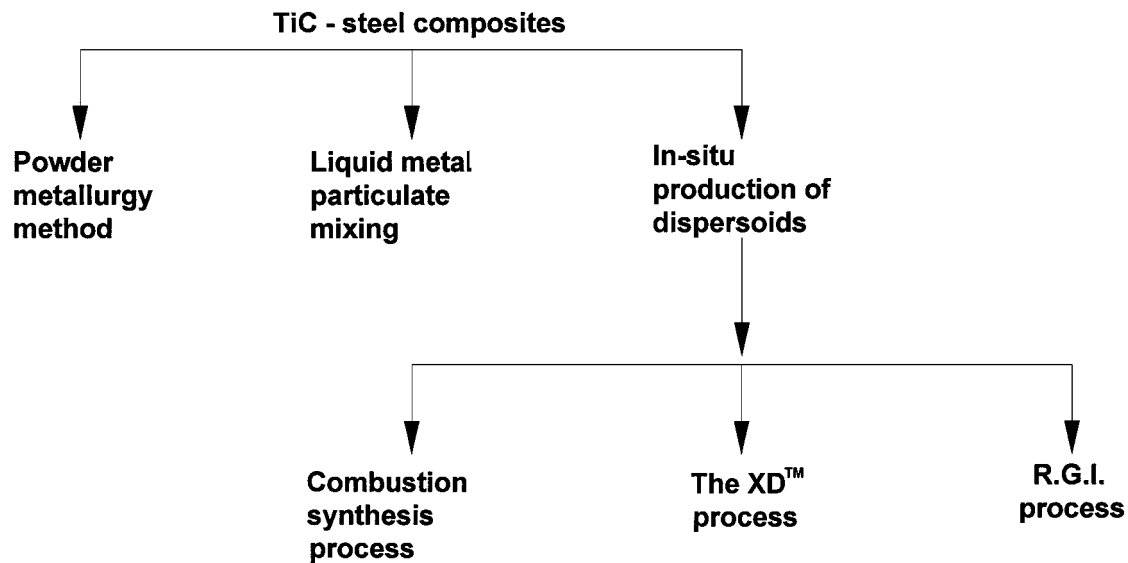 TiC - steel composites
Powder
metallurgy
method
Liquid metal
particulate
mixing
In-situ
production of
dispersoids
Combustion
synthesis
process
The XD™
process
R.G.I.
process